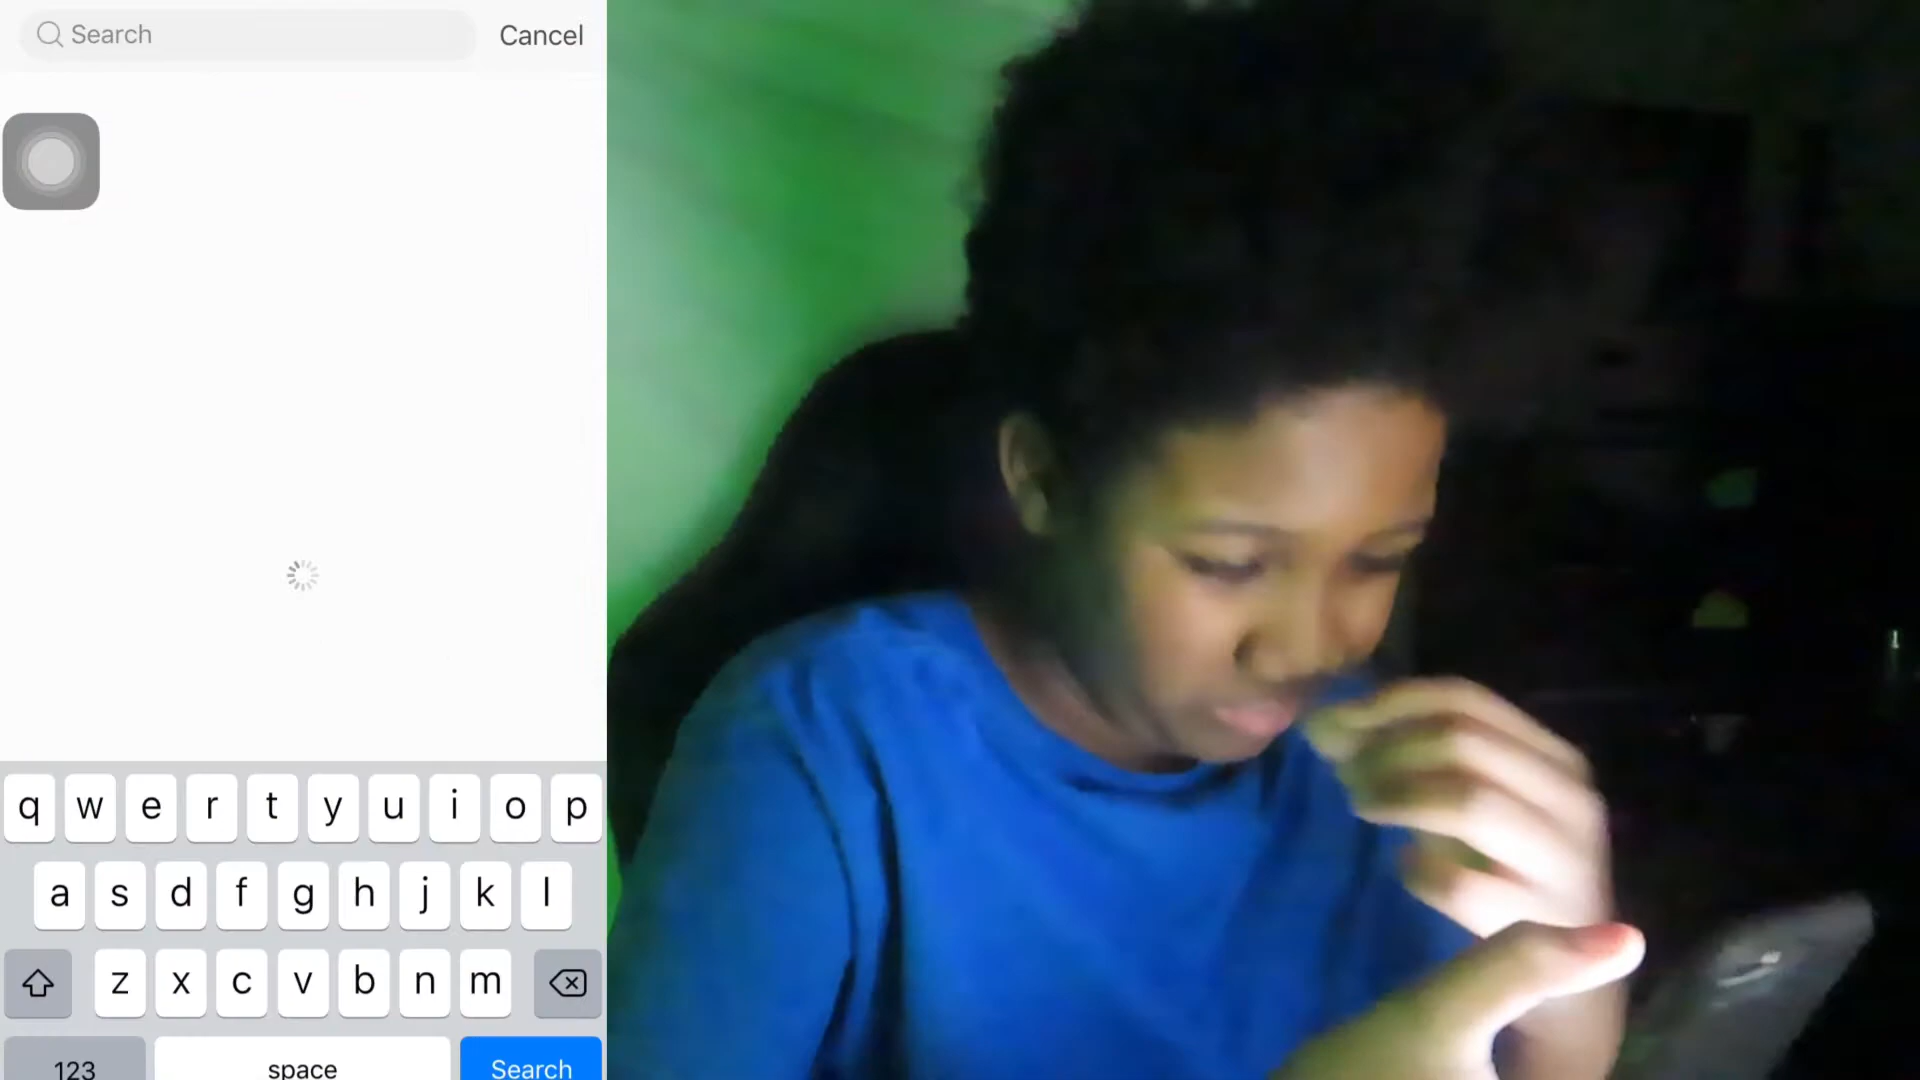 Search
Cancel
q w e r t y u i o p
a s d f g h j k l
z x c v b n m
123 space Search